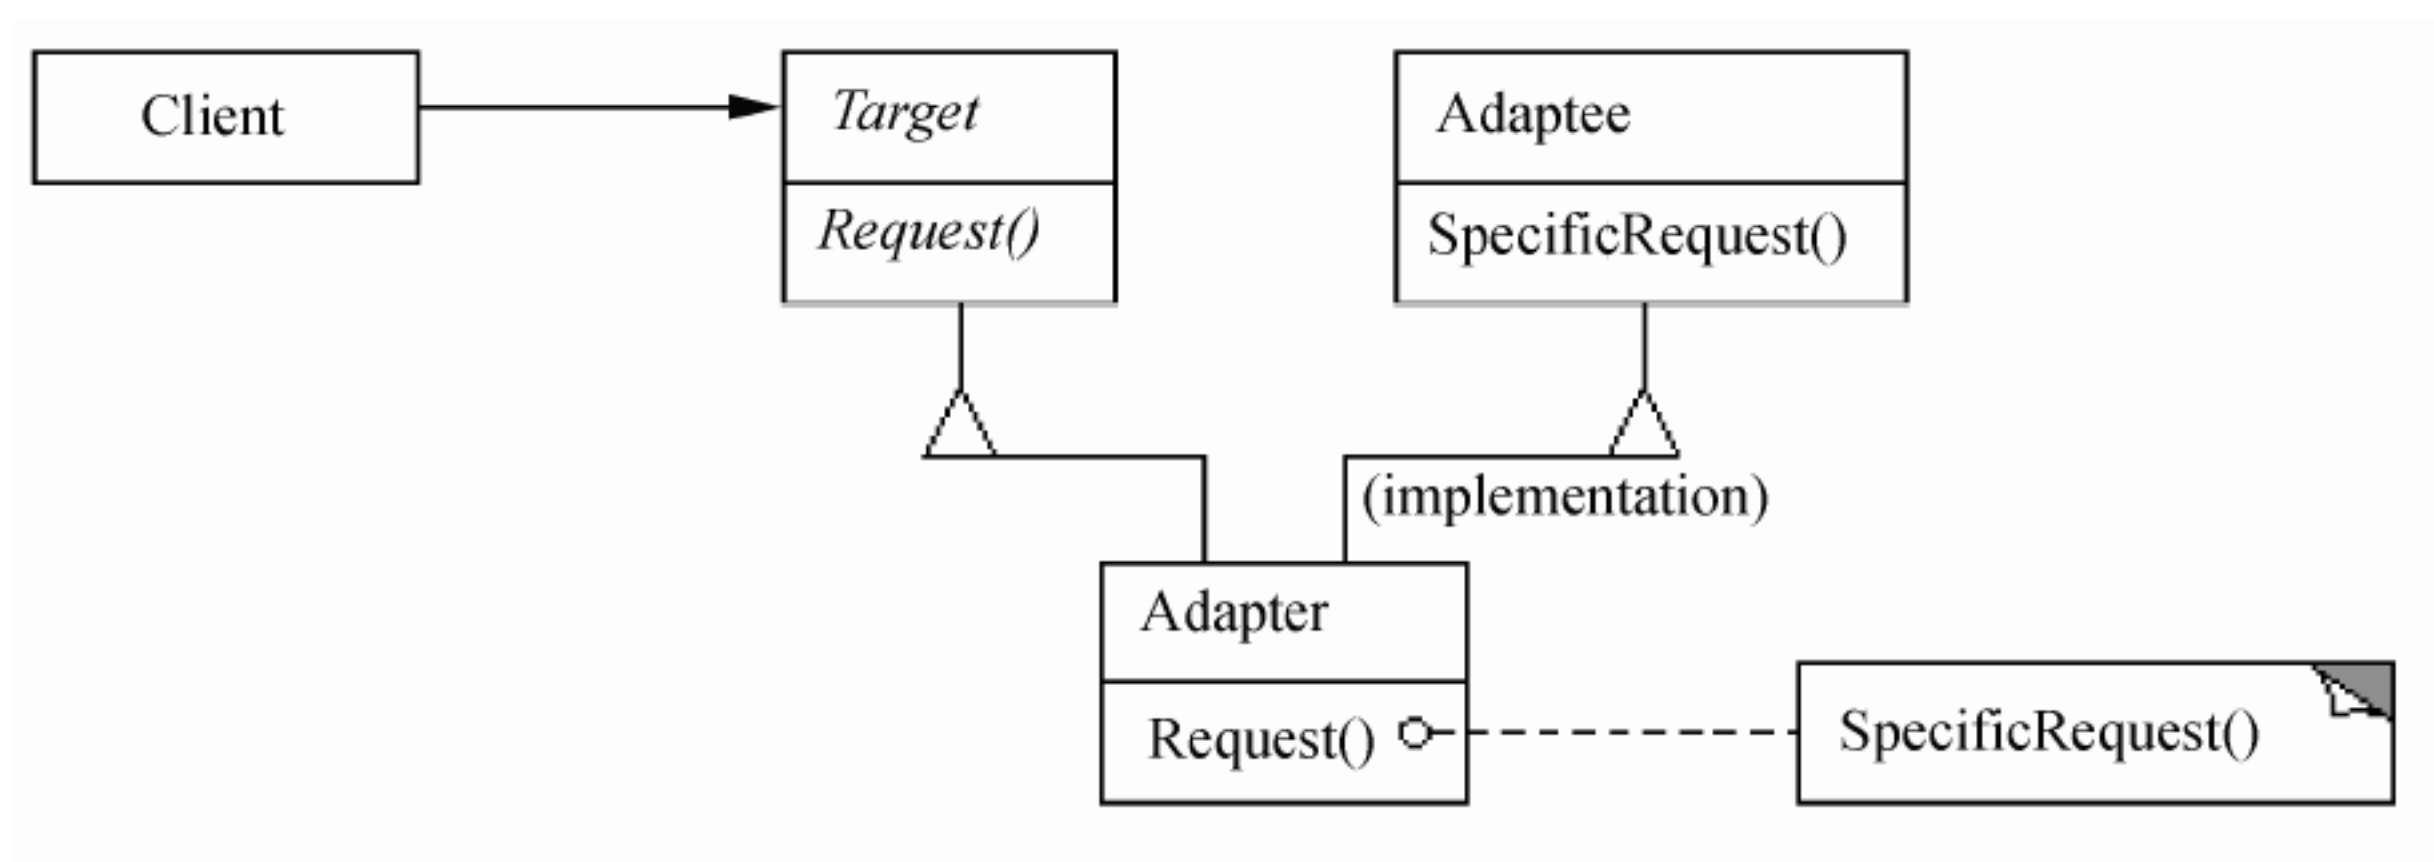 Client
Target
Request()
Adaptee
SpecificRequest()
(implementation)
Adapter
Request()
SpecificRequest()